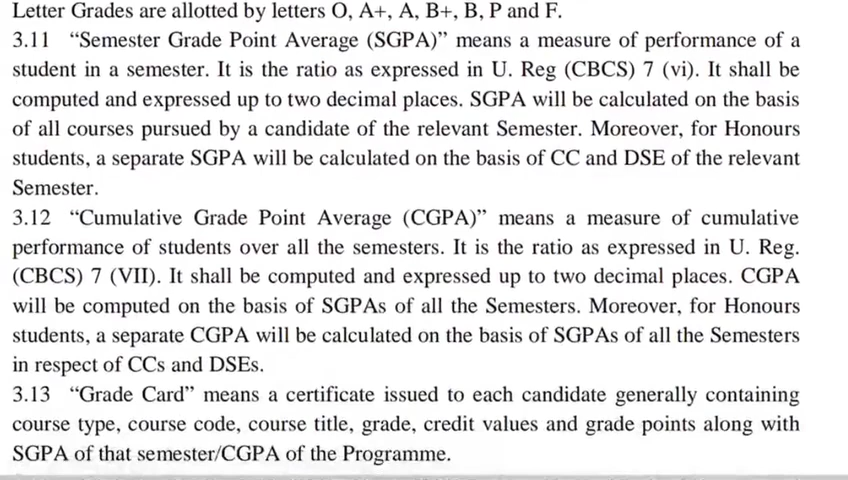 Letter Grades are allotted by letters O, A+, A, B+, B, P and F.
3.11 “Semester Grade Point Average (SGPA)” means a measure of performance of a
student in a semester. It is the ratio as expressed in U. Reg (CBCS) 7 (vi). It shall be
computed and expressed up to two decimal places. SGPA will be calculated on the basis
of all courses pursued by a candidate of the relevant Semester. Moreover, for Honours
students, a separate SGPA will be calculated on the basis of CC and DSE of the relevant
Semester.
3.12 “Cumulative Grade Point Average (CGPA)” means a measure of cumulative
performance of students over all the semesters. It is the ratio as expressed in U. Reg.
(CBCS) 7 (VII). It shall be computed and expressed up to two decimal places. CGPA
will be computed on the basis of SGPAs of all the Semesters. Moreover, for Honours
students, a separate CGPA will be calculated on the basis of SGPAs of all the Semesters
in respect of CCs and DSEs.
3.13 “Grade Card” means a certificate issued to each candidate generally containing
course type, course code, course title, grade, credit values and grade points along with
SGPA of that semester/CGPA of the Programme.